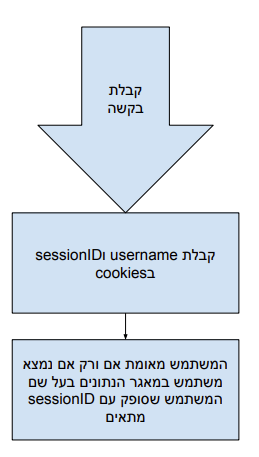 קבלת
בקשה
קבלת username וsessionID
בcookies
המשתמש מאומת אם ורק אם נמצא
משתמש במאגר הנתונים בעל שם
המשתמש שסופק עם sessionID
מתאים